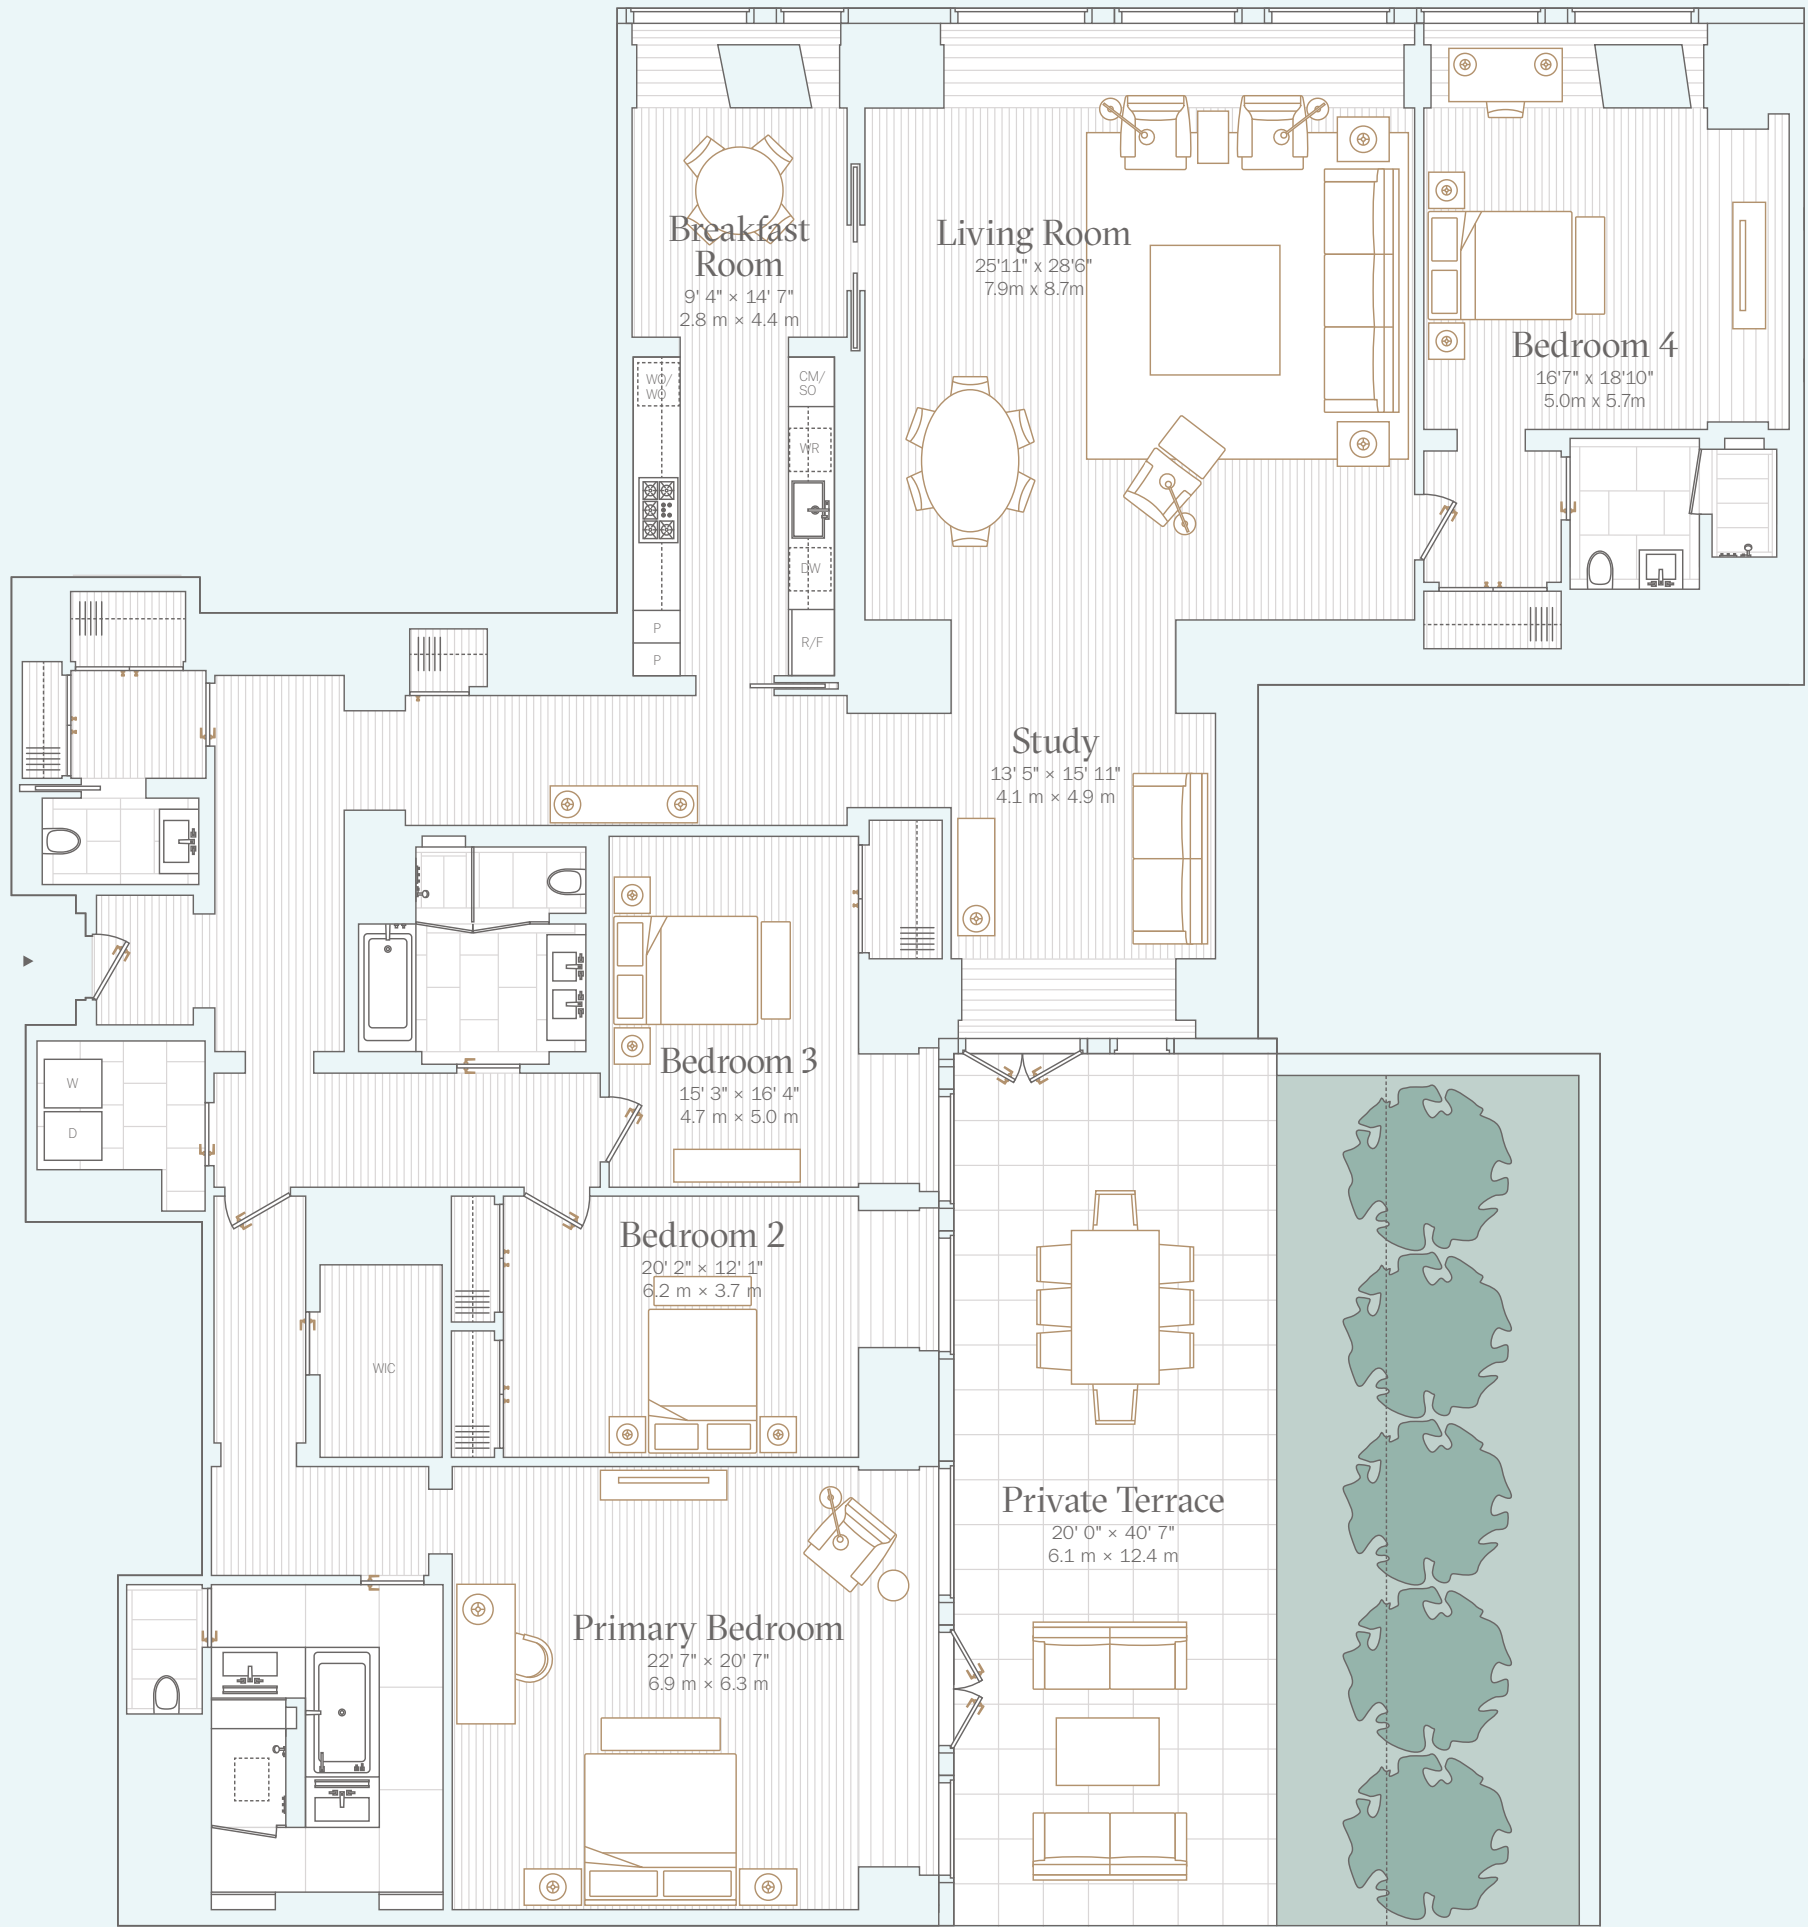 Breakfast
Room
9' 4" × 14' 7"
2.8 m × 4.4 m
Living Room
25'11" x 28'6"
7.9m x 8.7m
Bedroom 4
16'7" x 18'10"
5.0m x 5.7m
WO/
WO
CM/
SO
WR
DW
P
P
R/F
Study
13' 5" × 15' 11"
4.1 m × 4.9 m
Bedroom 3
15' 3" × 16' 4"
4.7 m × 5.0 m
W
D
Bedroom 2
20' 2" × 12' 1"
6.2 m × 3.7 m
WIC
Private Terrace
20' 0" × 40' 7"
6.1 m × 12.4 m
Primary Bedroom
22' 7" × 20' 7"
6.9 m × 6.3 m